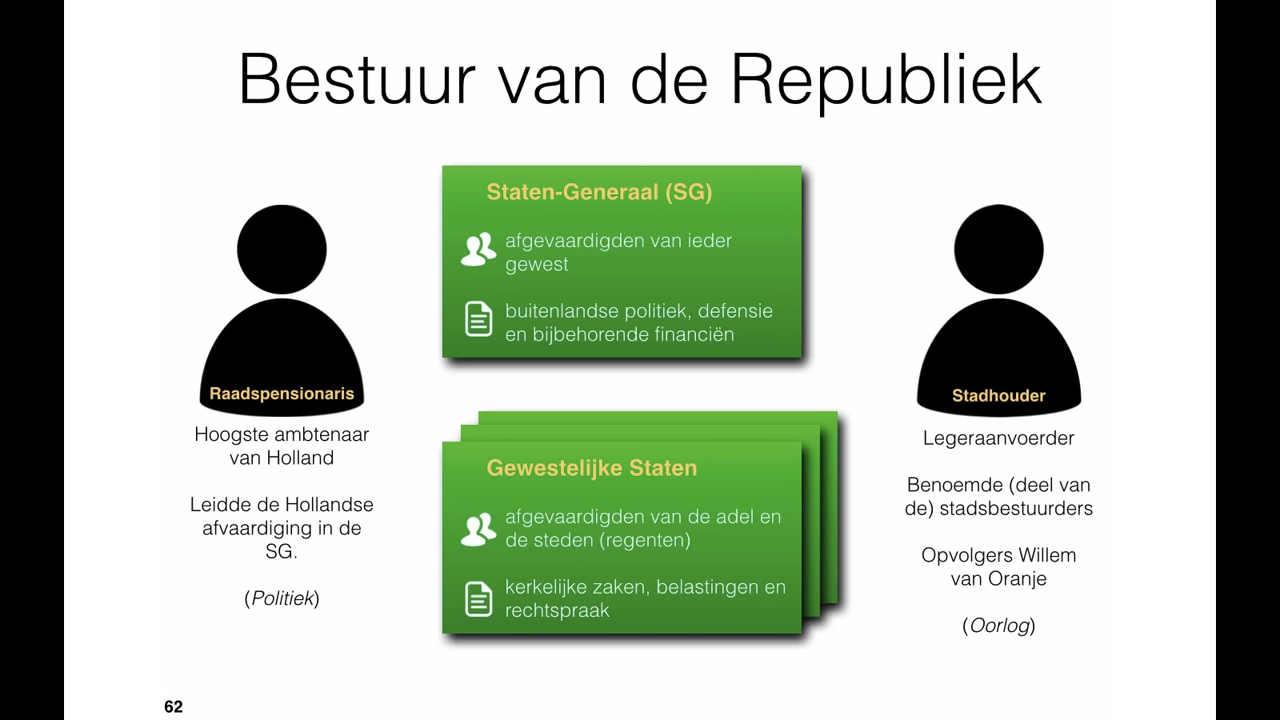 Bestuur van de Republiek
Staten-Generaal (SG)
afgevaardigden van ieder
gewest
buitenlandse politiek, defensie
en bijbehorende financiën
Raadspensionaris
Hoogste ambtenaar
van Holland
Leidde de Hollandse
afvaardiging in de
SG.
(Politiek)
Gewestelijke Staten
afgevaardigden van de adel en
de steden (regenten)
kerkelijke zaken, belastingen en
rechtspraak
Stadhouder
Legeraanvoerder
Benoemde (deel van
de) stadsbestuurders
Opvolgers Willem
van Oranje
(Oorlog)
62